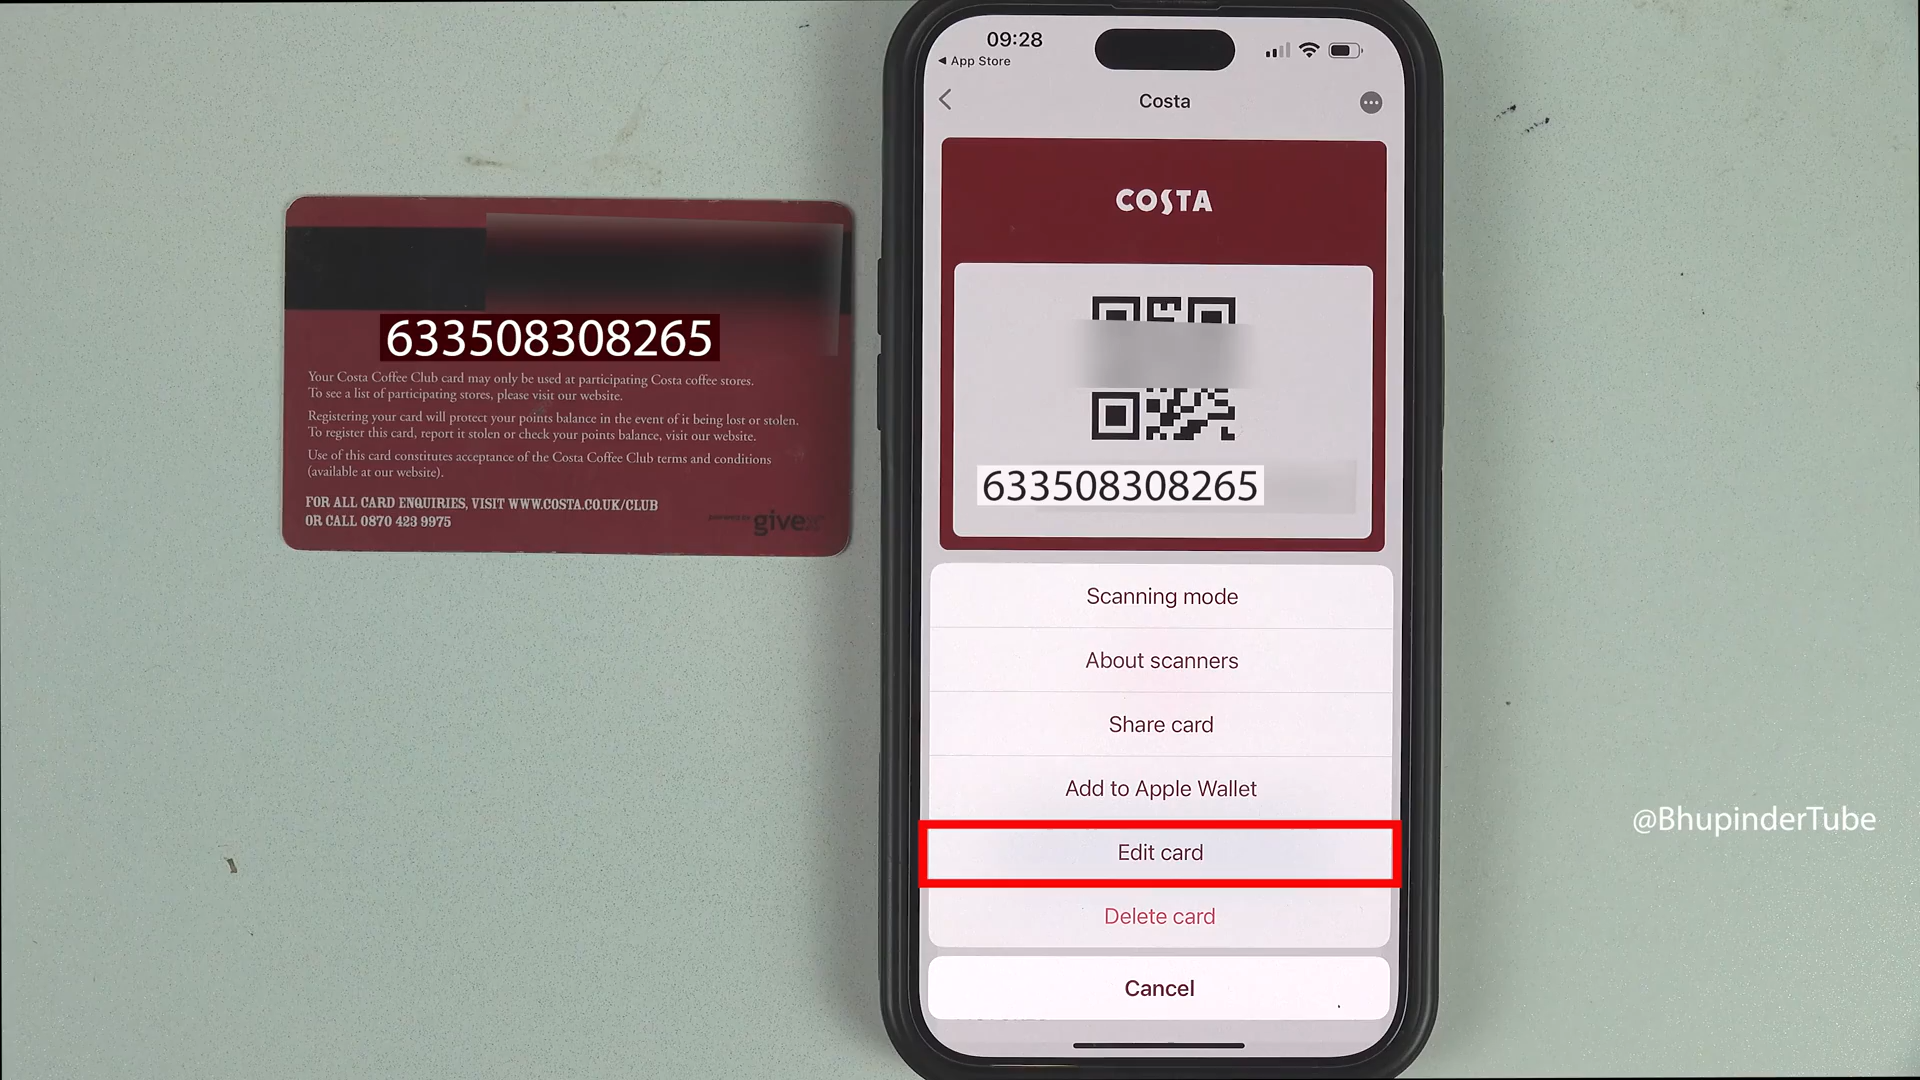 633508308265
Your Costa Coffee Club card may only be used at participating Costa coffee stores.
To see a list of participating stores, please visit our website.
Registering your card will protect your points balance in the event of it being lost or stolen.
To register this card, report it stolen or check your points balance, visit our website.
Use of this card constitutes acceptance of the Costa Coffee Club terms and conditions
(available at our website).
FOR ALL CARD ENQUIRIES, VISIT WWW.COSTA.CO.UK/CLUB
OR CALL 0870 423 9975
09:28
App Store
Costa
COSTA
633508308265
Scanning mode
About scanners
Share card
Add to Apple Wallet
Edit card
Delete card
Cancel
@BhupinderTube